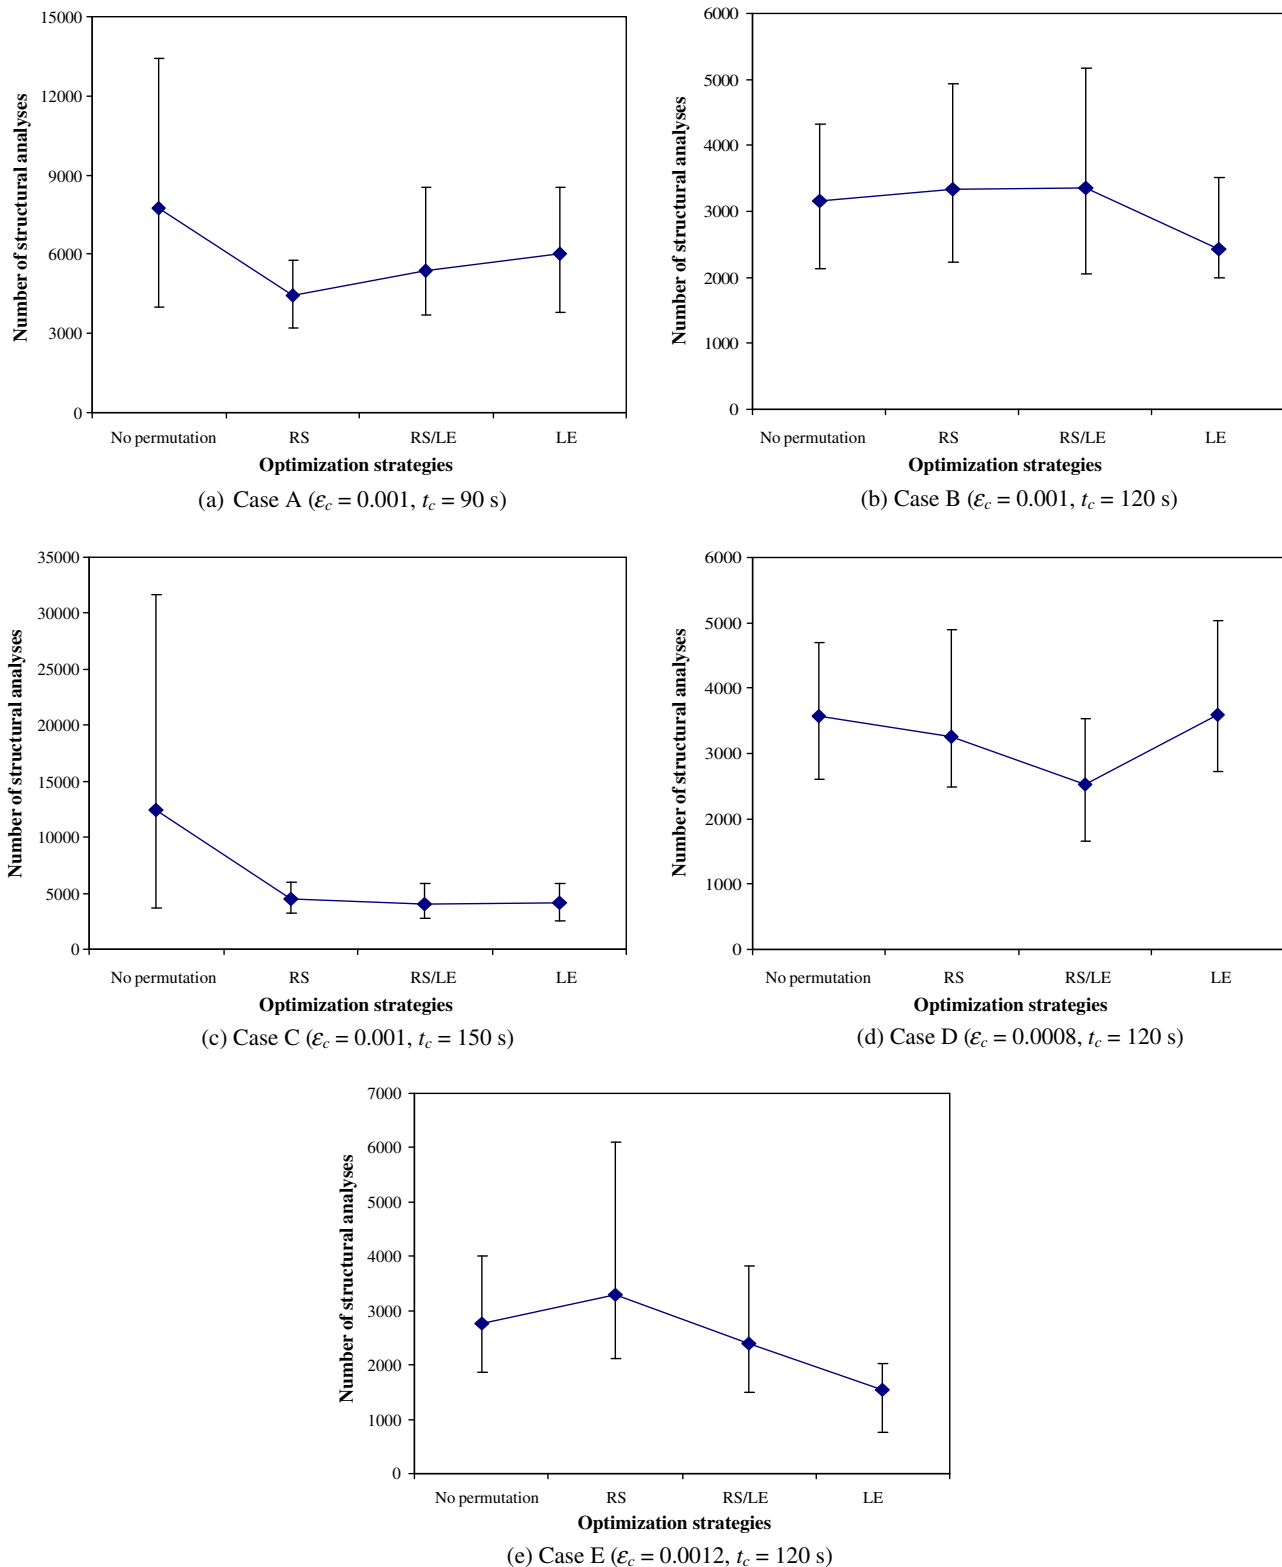 15000
12000
9000
6000
3000
0
Number of structural analyses
No permutation RS RS/LE LE
Optimization strategies
(a) Case A (εc = 0.001, tc = 90 s)
6000
5000
4000
3000
2000
1000
0
Number of structural analyses
No permutation RS RS/LE LE
Optimization strategies
(b) Case B (εc = 0.001, tc = 120 s)
35000
30000
25000
20000
15000
10000
5000
0
Number of structural analyses
No permutation RS RS/LE LE
Optimization strategies
(c) Case C (εc = 0.001, tc = 150 s)
6000
5000
4000
3000
2000
1000
0
Number of structural analyses
No permutation RS RS/LE LE
Optimization strategies
(d) Case D (εc = 0.0008, tc = 120 s)
7000
6000
5000
4000
3000
2000
1000
0
Number of structural analyses
No permutation RS RS/LE LE
Optimization strategies
(e) Case E (εc = 0.0012, tc = 120 s)